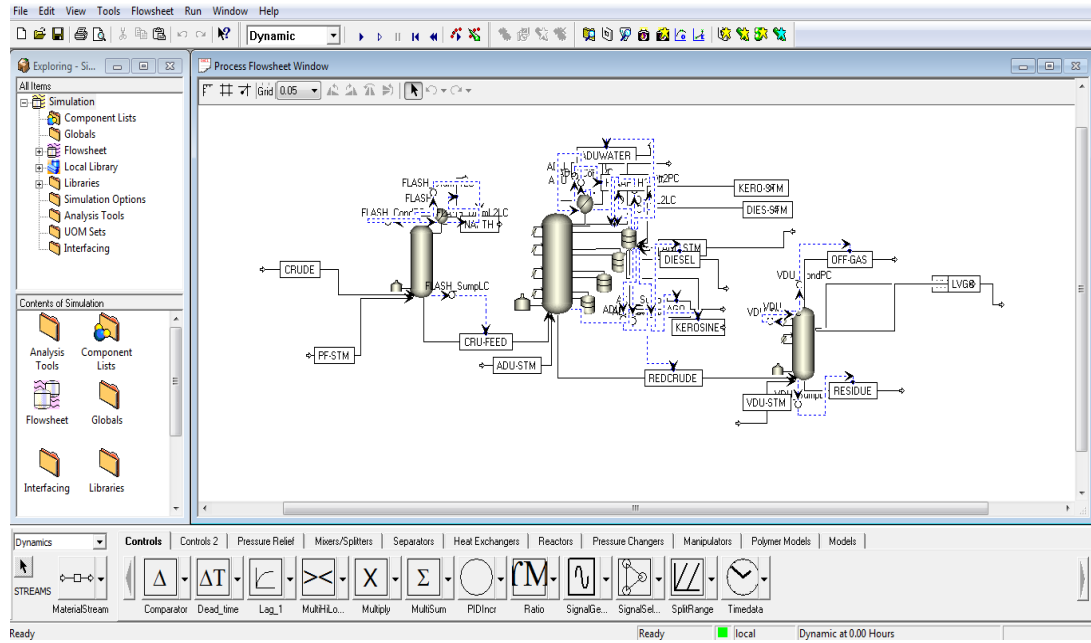 File Edit View Tools Flowsheet Run Window Help
Dynamic
Exploring - Si...
Process Flowsheet Window
All Items
Grid 0.05
Simulation
Component Lists
Globals
Flowsheet
Local Library
Libraries
Simulation Options
Analysis Tools
UOM Sets
Interfacing
Contents of Simulation
Analysis Tools
Component Lists
Flowsheet
Globals
Interfacing
Libraries
ADUWATER
KERO-STM
DIES-STM
DIESEL
OFF-GAS
CRUDE
FLASH_SumpLC
KEROSINE
CRU-FEED
PF-STM
ADU-STM
REDCRUDE
RESIDUE
VDU-STM
Dynamics
Controls Controls 2 Pressure Relief Mixers/Splitters Separators Heat Exchangers Reactors Pressure Changers Manipulators Polymer Models Models
STREAMS
MaterialStream Comparator Dead_time Lag_1 MultiHiLo... Multiply MultiSum PIDIncr Ratio SignalGe... SignalSel... SplitRange Timedata
Ready
Ready local Dynamic at 0.00 Hours